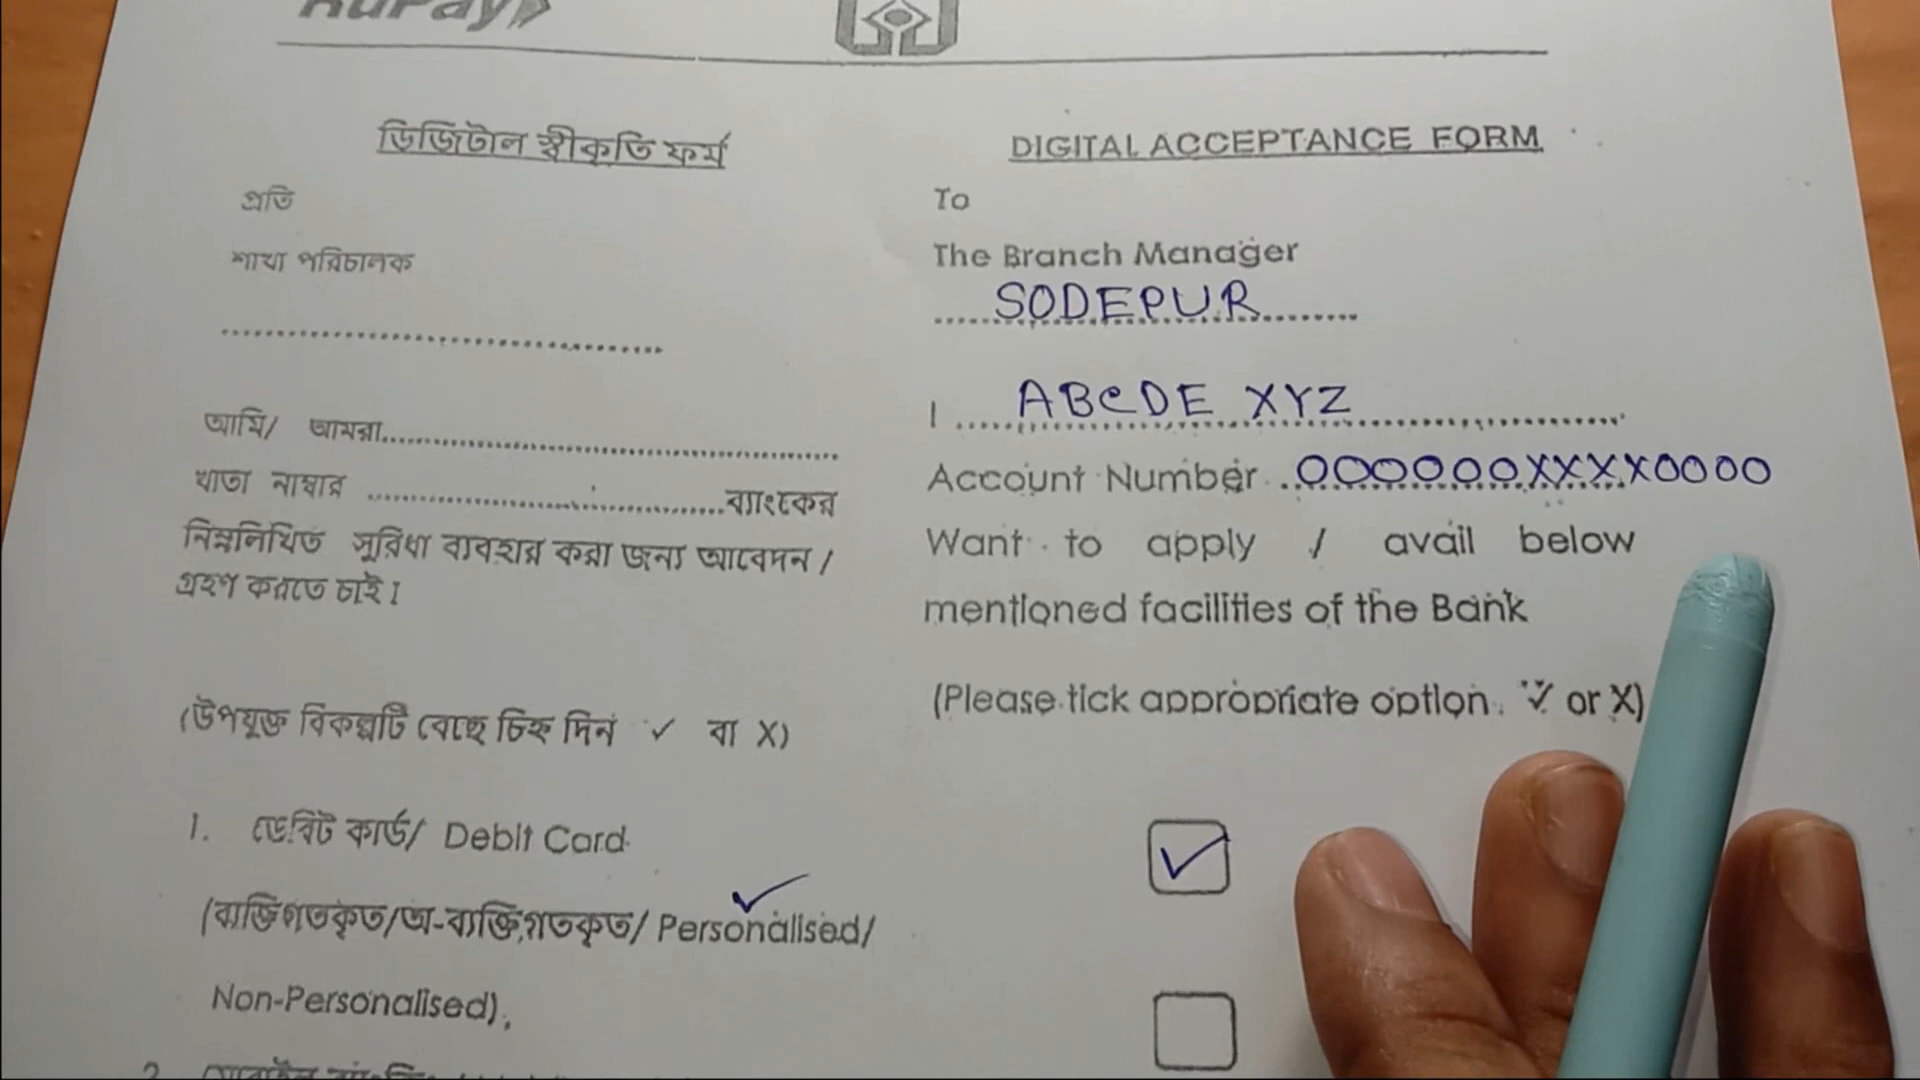 RuPay
ডিজিটাল স্বীকৃতি ফর্ম
প্রতি
শাখা পরিচালক
আমি/ আমরা
খাতা নাম্বার ব্যাংকের
নিম্নলিখিত সুবিধা ব্যবহার করা জন্য আবেদন /
গ্রহণ করতে চাই।
(উপযুক্ত বিকল্পটি বেছে চিহ্ন দিন ✓ বা X)
DIGITAL ACCEPTANCE FORM
To
The Branch Manager
SODEPUR
I ABCDE XYZ
Account Number 000000XXXX0000
Want to apply / avail below
mentioned facilities of the Bank
(Please tick appropriate option ✓ or X)
1. ডেবিট কার্ড/ Debit Card
(ব্যক্তিগতকৃত/অ-ব্যক্তিগতকৃত/ Personalised/
Non-Personalised),